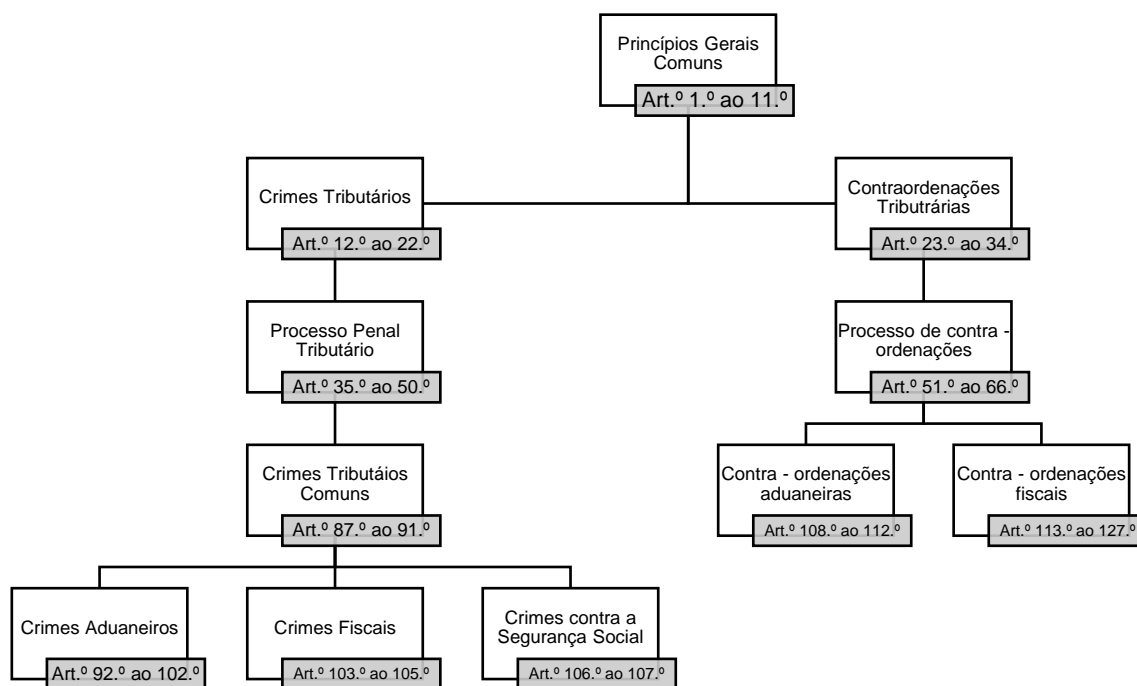 Princípios Gerais
Comuns
Art.º 1.º ao 11.º
Crimes Tributários
Art.º 12.º ao 22.º
Contraordenações
Tributrárias
Art.º 23.º ao 34.º
Processo Penal
Tributário
Art.º 35.º ao 50.º
Processo de contra -
ordenações
Art.º 51.º ao 66.º
Crimes Tributáios
Comuns
Art.º 87.º ao 91.º
Contra - ordenações
aduaneiras
Art.º 108.º ao 112.º
Contra - ordenações
fiscais
Art.º 113.º ao 127.º
Crimes Aduaneiros
Art.º 92.º ao 102.º
Crimes Fiscais
Art.º 103.º ao 105.º
Crimes contra a
Segurança Social
Art.º 106.º ao 107.º